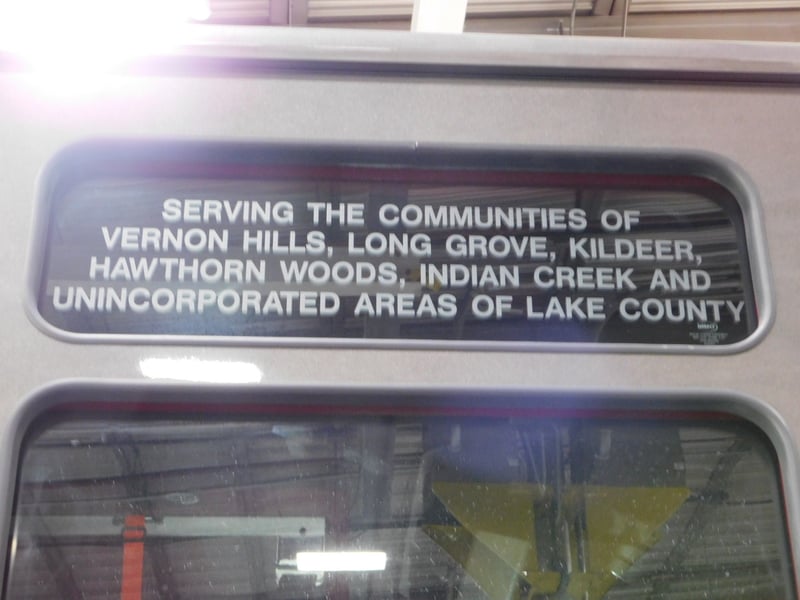 SERVING THE COMMUNITIES OF
VERNON HILLS, LONG GROVE, KILDEER,
HAWTHORN WOODS, INDIAN CREEK AND
UNINCORPORATED AREAS OF LAKE COUNTY